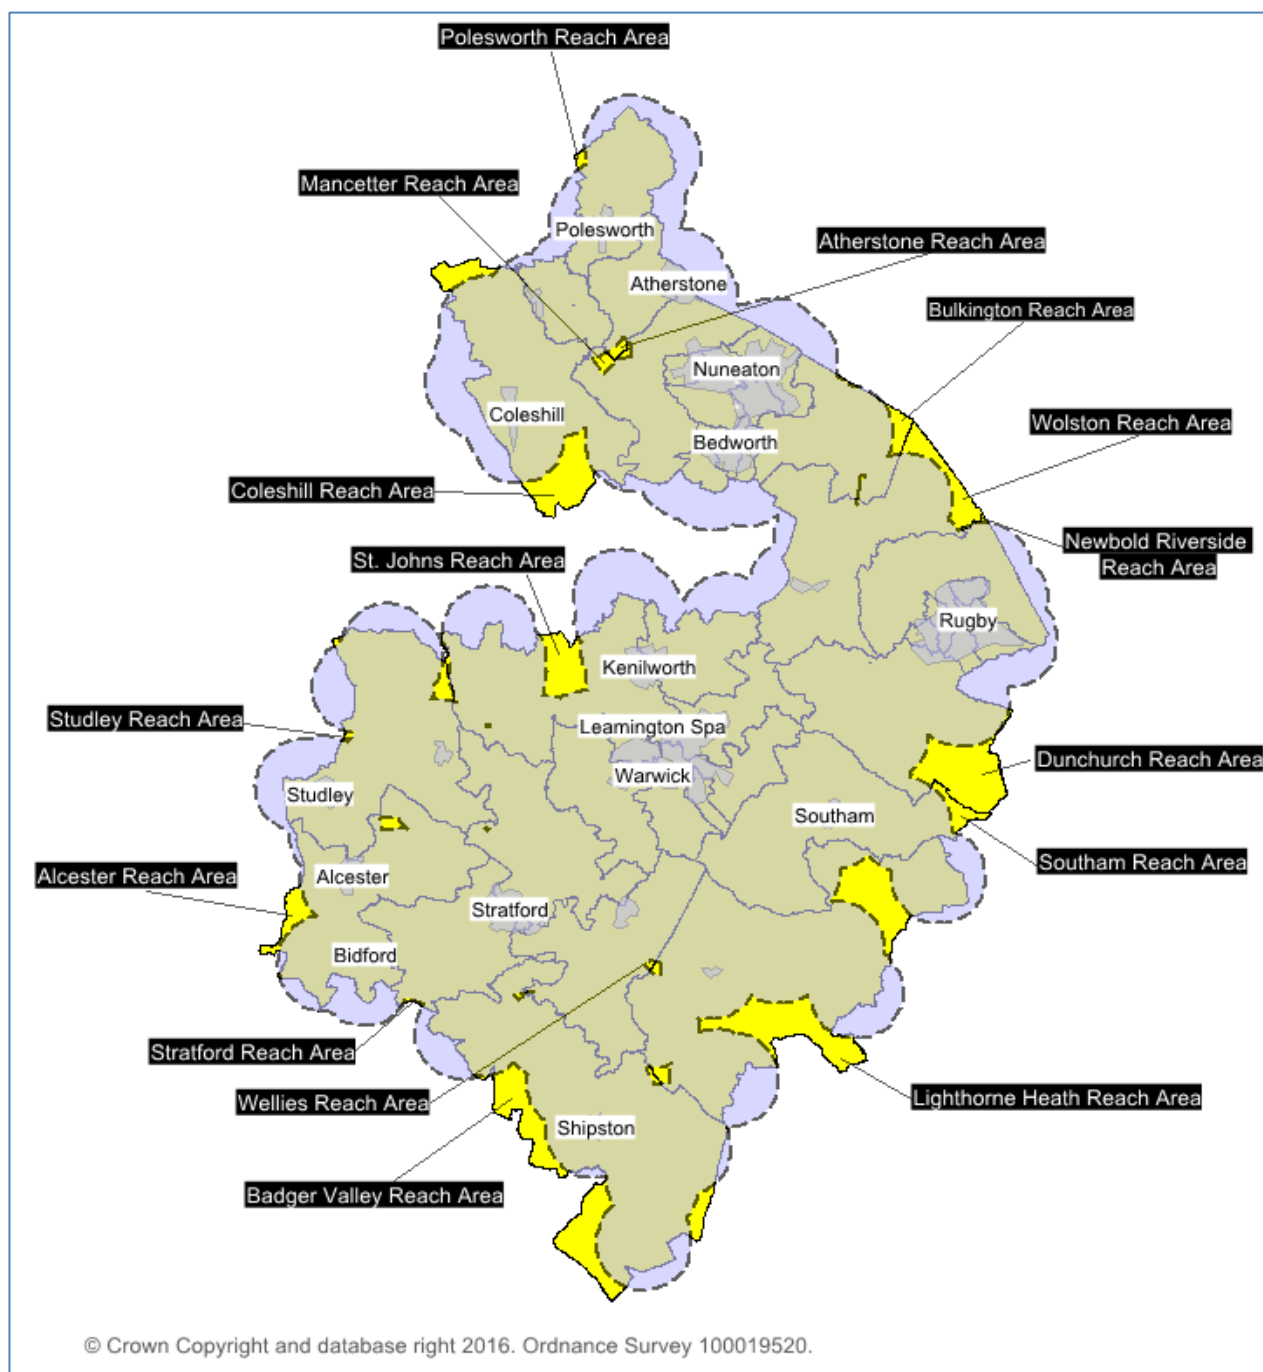 Polesworth Reach Area
Mancetter Reach Area
Polesworth
Atherstone Reach Area
Atherstone
Bulkington Reach Area
Nuneaton
Coleshill
Wolston Reach Area
Bedworth
Coleshill Reach Area
Newbold Riverside
Reach Area
St. Johns Reach Area
Rugby
Kenilworth
Studley Reach Area
Leamington Spa
Dunchurch Reach Area
Warwick
Studley
Southam
Southam Reach Area
Alcester Reach Area
Alcester
Stratford
Bidford
Stratford Reach Area
Wellies Reach Area
Lighthorne Heath Reach Area
Shipston
Badger Valley Reach Area
© Crown Copyright and database right 2016. Ordnance Survey 100019520.